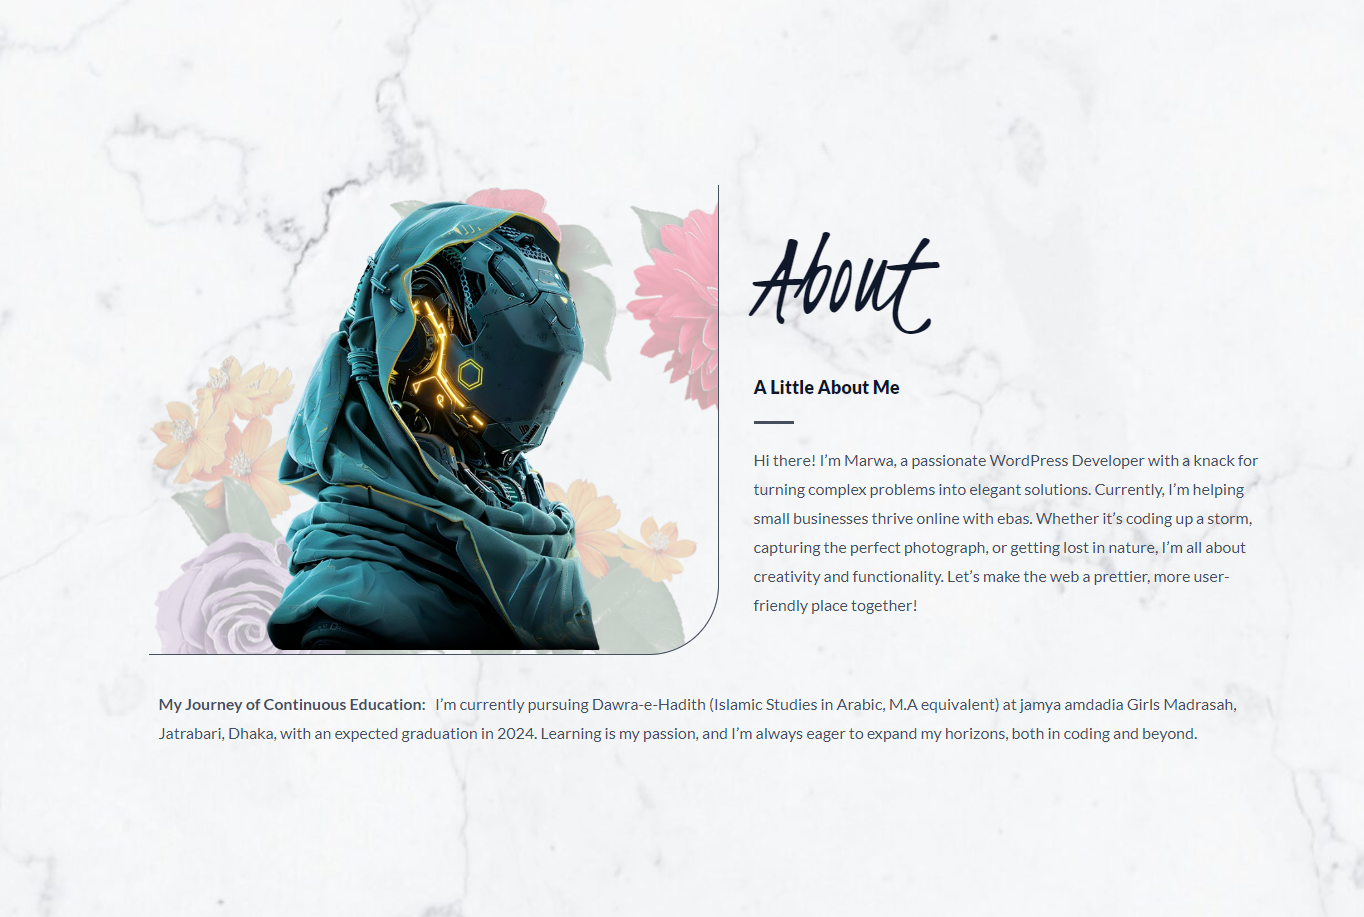 About
A Little About Me
Hi there! I’m Marwa, a passionate WordPress Developer with a knack for
turning complex problems into elegant solutions. Currently, I’m helping
small businesses thrive online with ebas. Whether it’s coding up a storm,
capturing the perfect photograph, or getting lost in nature, I’m all about
creativity and functionality. Let’s make the web a prettier, more user-
friendly place together!
My Journey of Continuous Education: I’m currently pursuing Dawra-e-Hadith (Islamic Studies in Arabic, M.A equivalent) at jamya amdadia Girls Madrasah,
Jatrabari, Dhaka, with an expected graduation in 2024. Learning is my passion, and I’m always eager to expand my horizons, both in coding and beyond.